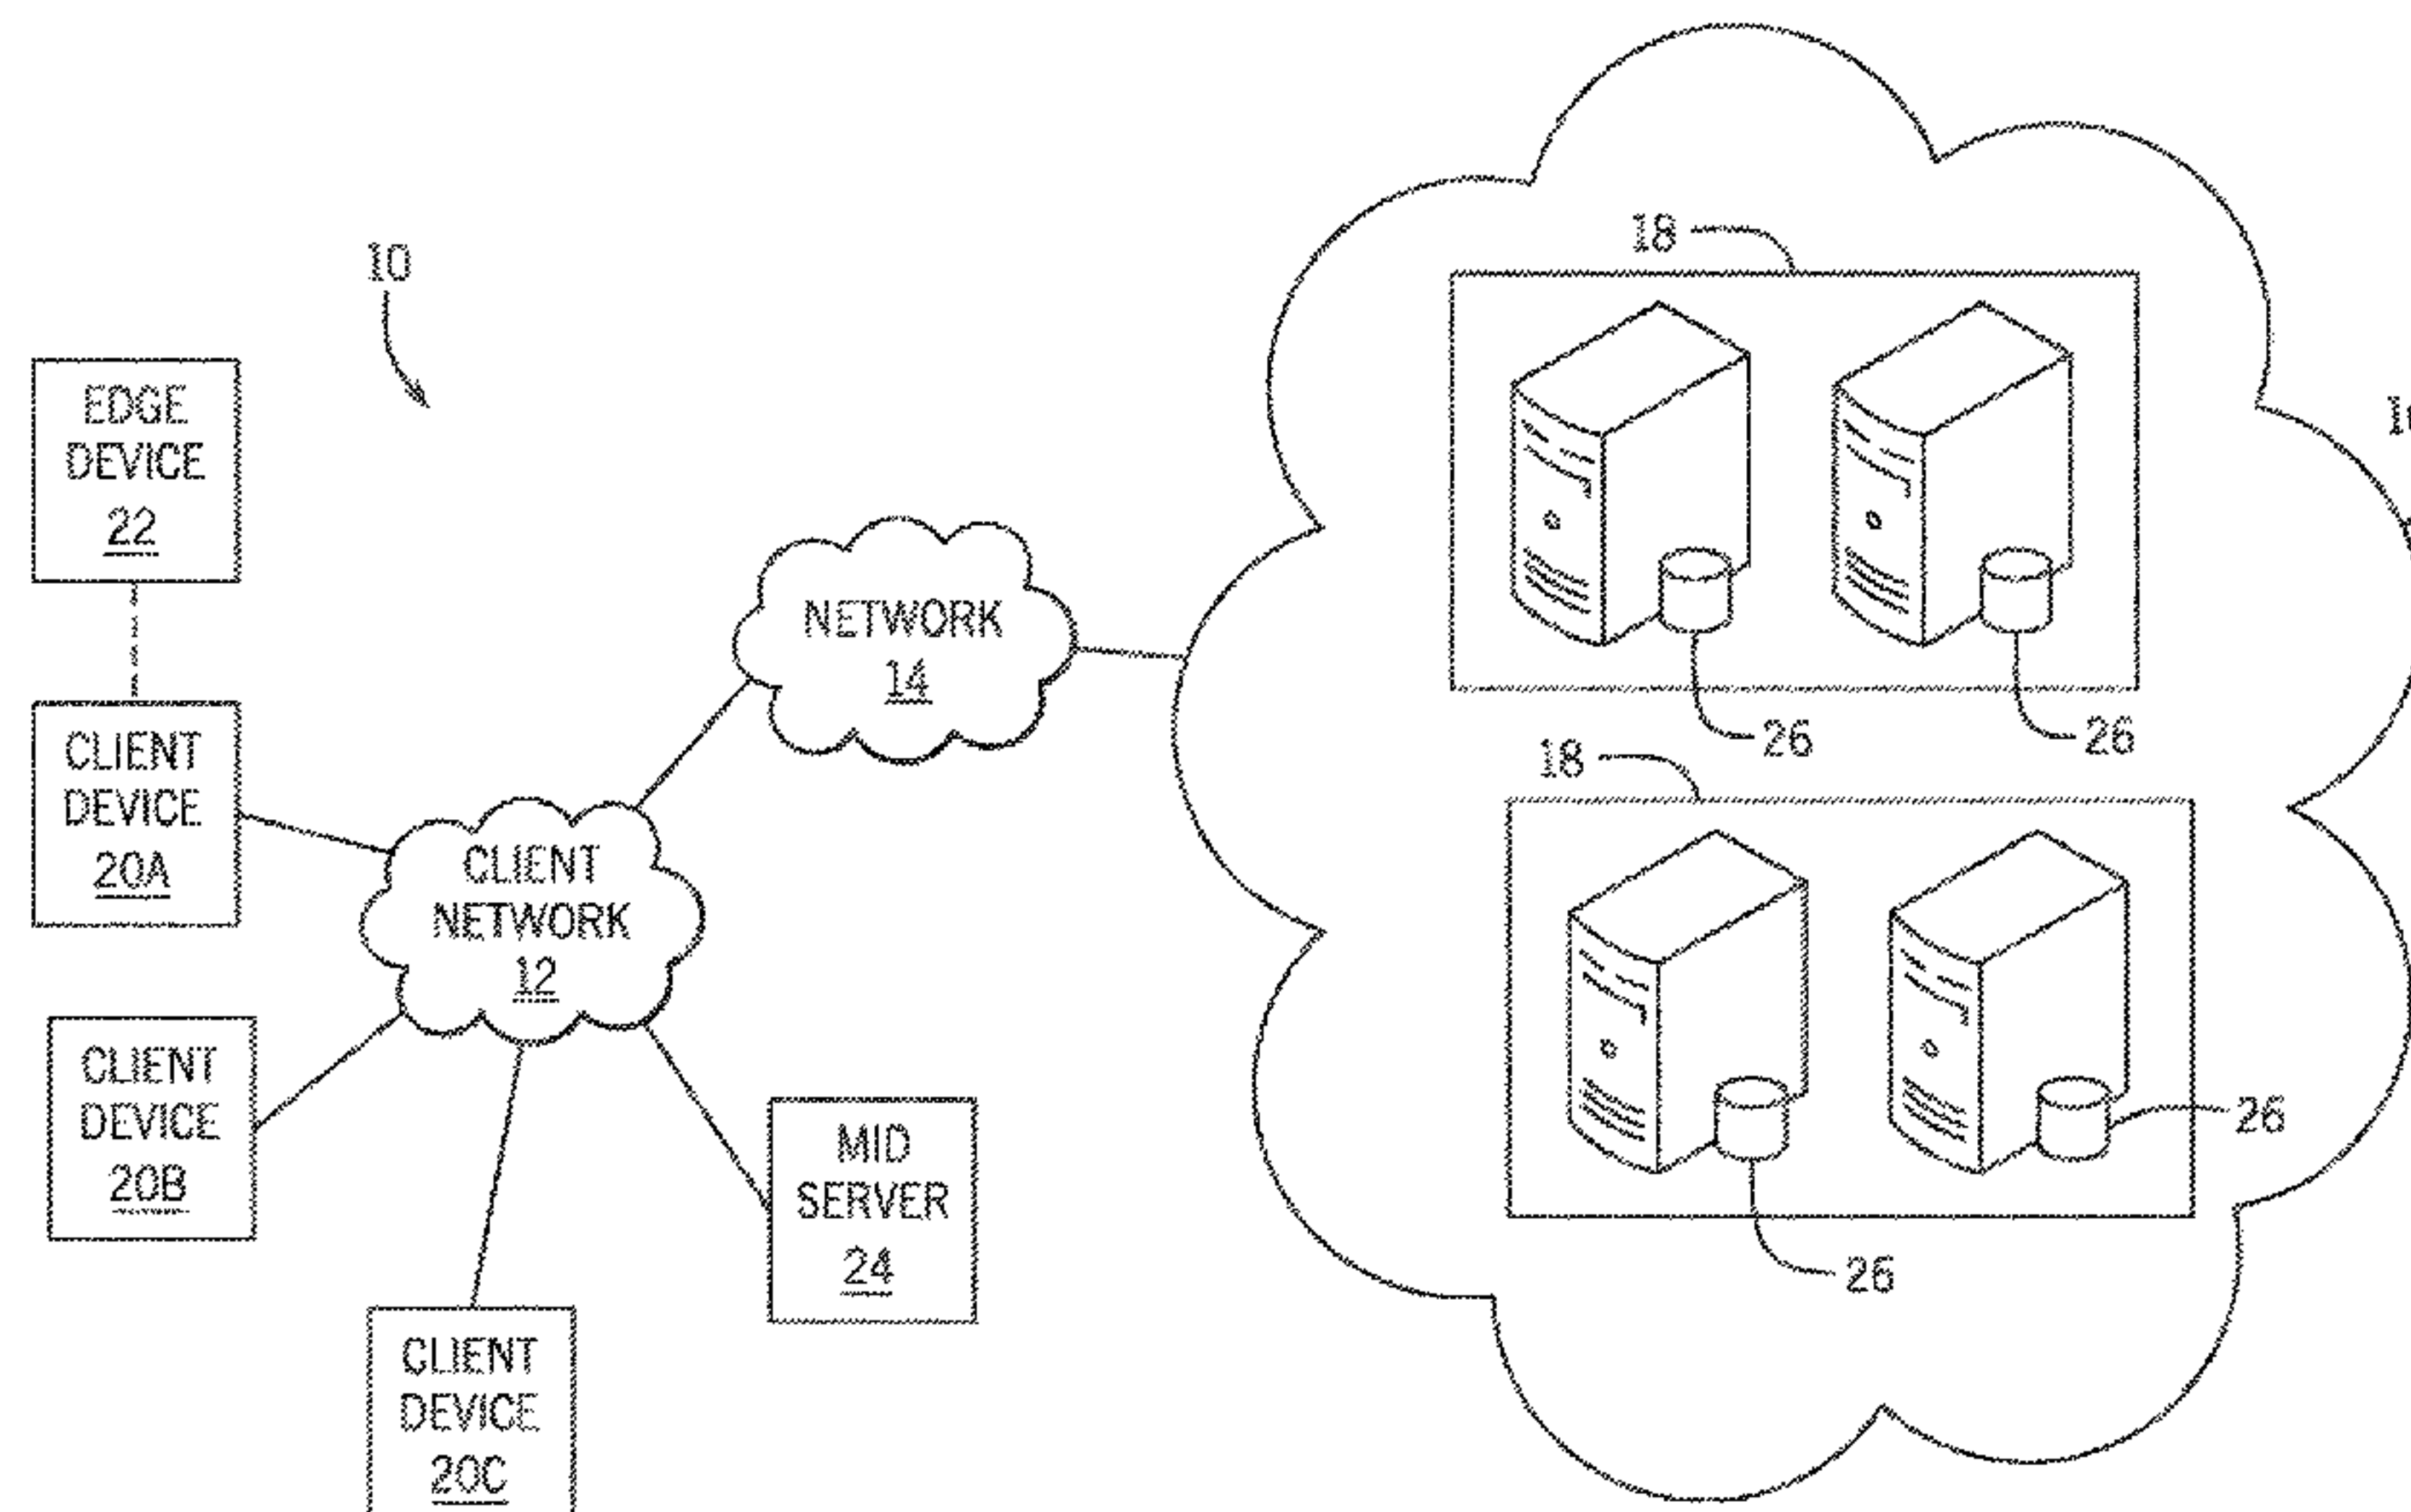 10
EDGE
DEVICE
22
CLIENT
DEVICE
20A
CLIENT
NETWORK
12
NETWORK
14
CLIENT
DEVICE
20B
CLIENT
DEVICE
20C
MID
SERVER
24
18
26
26
18
26
26